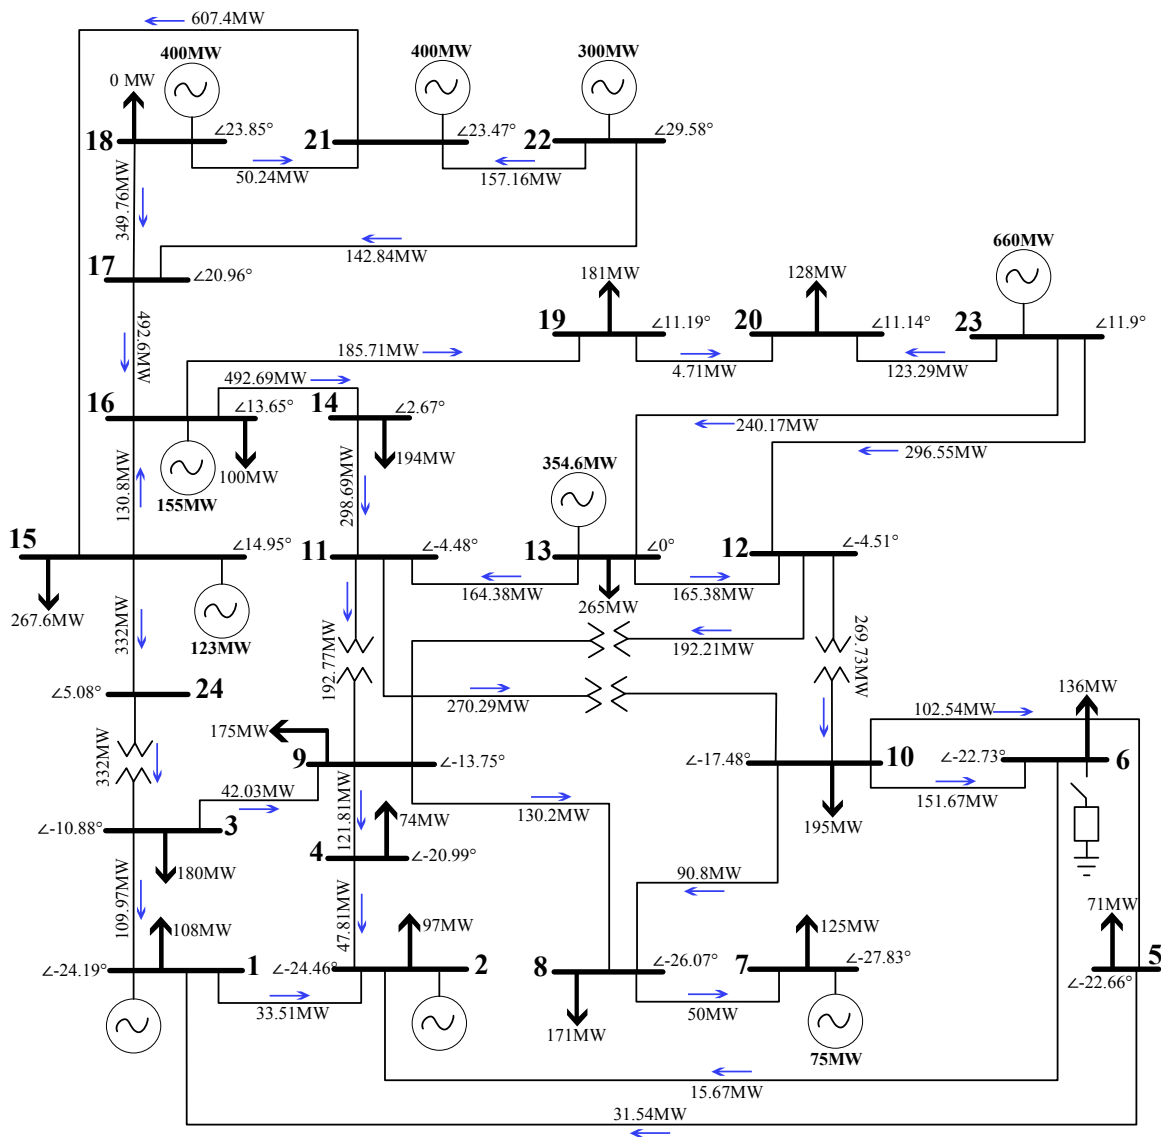 607.4MW
400MW
400MW
300MW
0 MW
18
∠23.85°
21
∠23.47°
22
∠29.58°
50.24MW
157.16MW
349.76MW
142.84MW
17
∠20.96°
660MW
181MW
128MW
19
∠11.19°
20
∠11.14°
23
∠11.9°
492.6MW
185.71MW
4.71MW
123.29MW
492.69MW
16
∠13.65°
14
∠2.67°
240.17MW
296.55MW
100MW
194MW
155MW
354.6MW
130.8MW
298.69MW
15
∠14.95°
11
∠-4.48°
13
∠0°
12
∠-4.51°
267.6MW
123MW
164.38MW
265MW
165.38MW
332MW
192.77MW
192.21MW
269.73MW
∠5.08°
24
270.29MW
136MW
102.54MW
175MW
332MW
9
∠-13.75°
∠-17.48°
10
∠-22.73°
6
42.03MW
130.2MW
151.67MW
121.81MW
74MW
195MW
∠-10.88°
3
4
∠-20.99°
180MW
90.8MW
109.97MW
47.81MW
108MW
97MW
125MW
71MW
∠-24.19°
1
∠-24.46°
2
8
∠-26.07°
7
∠-27.83°
5
∠-22.66°
33.51MW
171MW
50MW
75MW
15.67MW
31.54MW